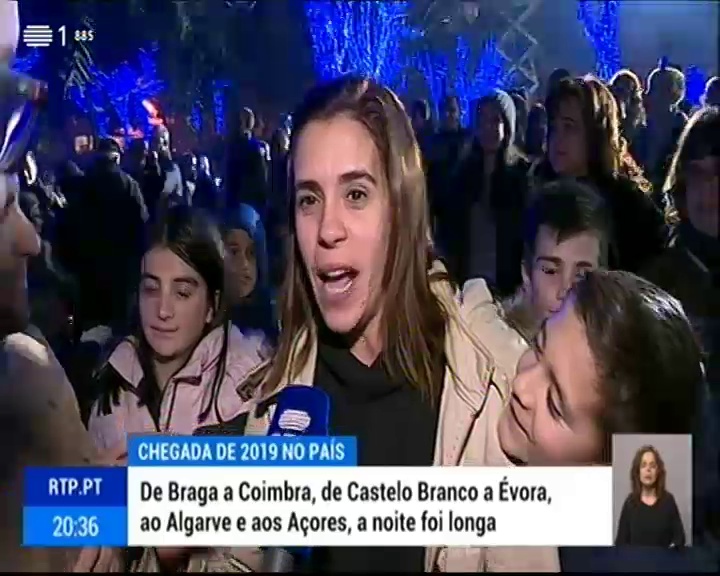 1 885
CHEGADA DE 2019 NO PAÍS
RTP.PT
De Braga a Coimbra, de Castelo Branco a Évora,
20:36
ao Algarve e aos Açores, a noite foi longa